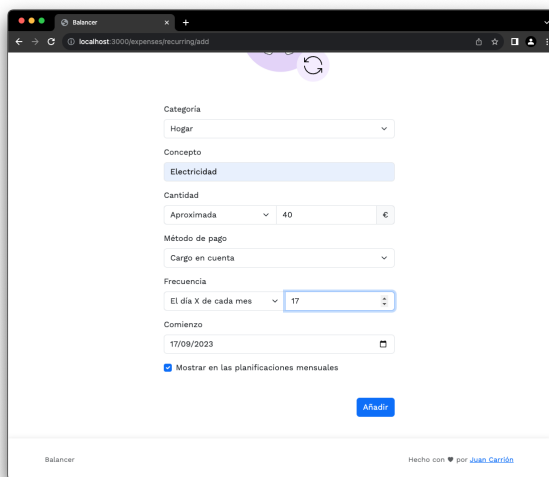 Balancer
localhost:3000/expenses/recurring/add
Categoría
Hogar
Concepto
Electricidad
Cantidad
Aproximada 40 €
Método de pago
Cargo en cuenta
Frecuencia
El día X de cada mes 17
Comienzo
17/09/2023
Mostrar en las planificaciones mensuales
Añadir
Balancer Hecho con ♥ por Juan Carrión